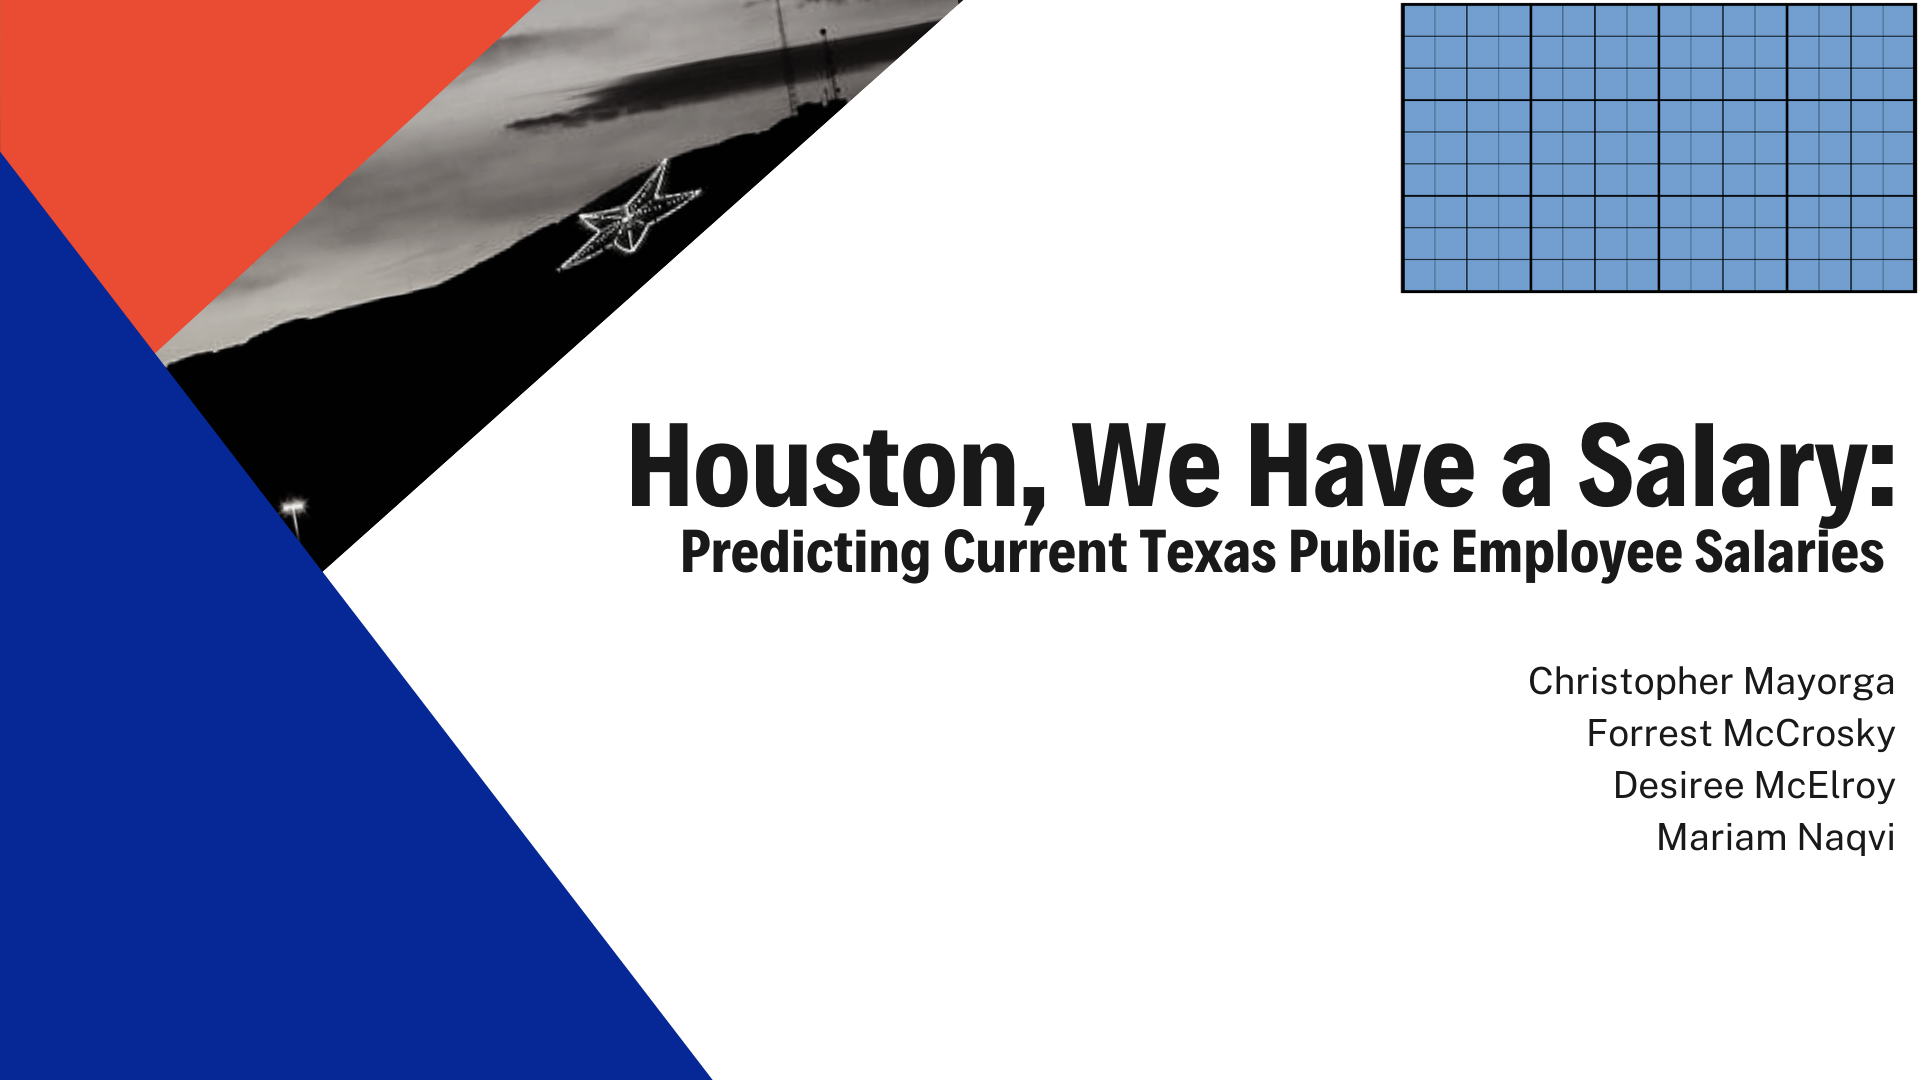 Houston, We Have a Salary:
Predicting Current Texas Public Employee Salaries
Christopher Mayorga
Forrest McCrosky
Desiree McElroy
Mariam Naqvi